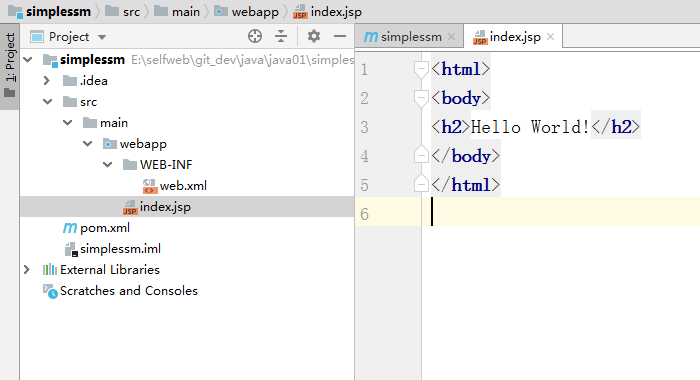 simplessm src main webapp index.jsp
1: Project
Project
simplessm E:\selfweb\git_dev\java\java01\simples
.idea
src
main
webapp
WEB-INF
web.xml
index.jsp
pom.xml
simplessm.iml
External Libraries
Scratches and Consoles
simplessm index.jsp
1 <html>
2 <body>
3 <h2>Hello World!</h2>
4 </body>
5 </html>
6